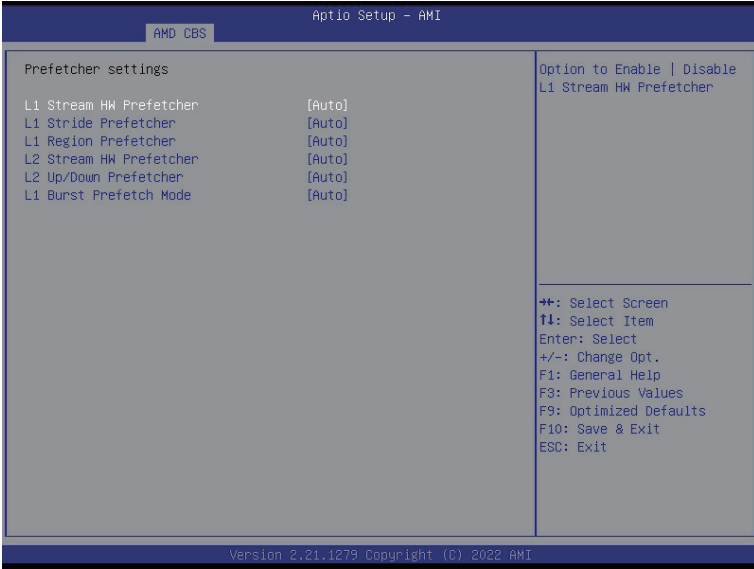 Aptio Setup – AMI
AMD CBS
Prefetcher settings
L1 Stream HW Prefetcher [Auto]
L1 Stride Prefetcher [Auto]
L1 Region Prefetcher [Auto]
L2 Stream HW Prefetcher [Auto]
L2 Up/Down Prefetcher [Auto]
L1 Burst Prefetch Mode [Auto]
Option to Enable | Disable
L1 Stream HW Prefetcher
→←: Select Screen
↑↓: Select Item
Enter: Select
+/-: Change Opt.
F1: General Help
F3: Previous Values
F9: Optimized Defaults
F10: Save & Exit
ESC: Exit
Version 2.21.1279 Copyright (C) 2022 AMI